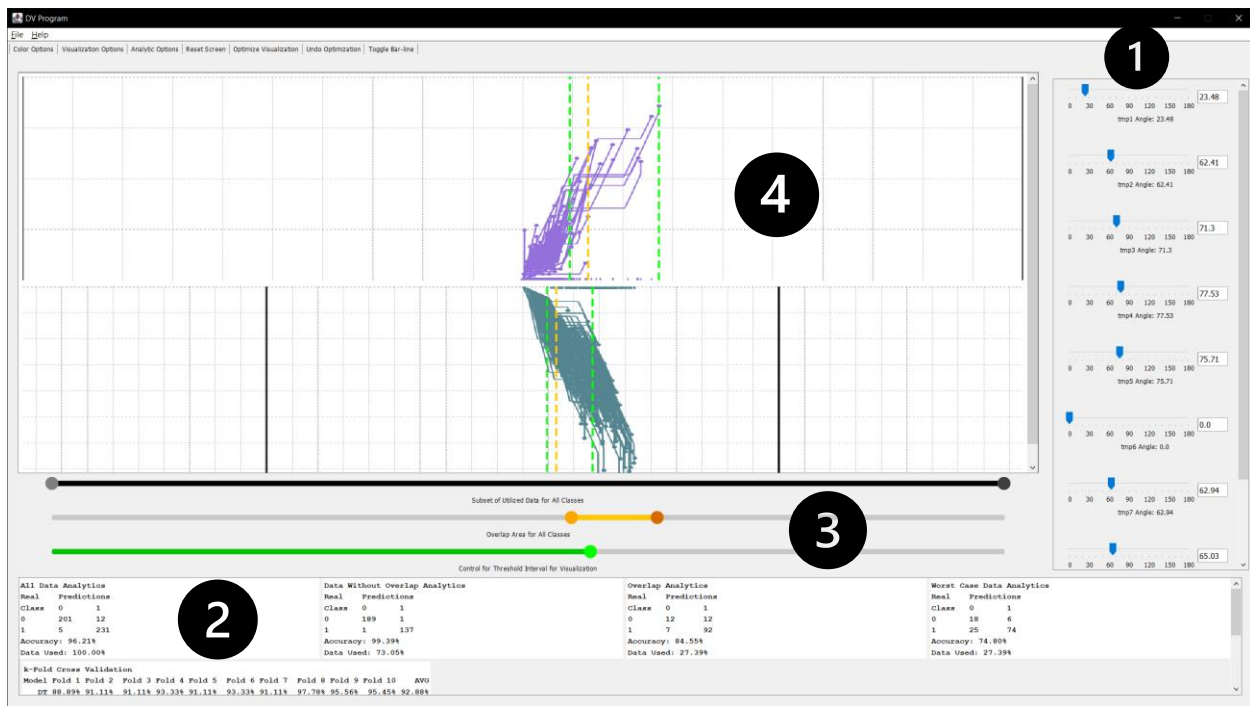 DV Program
File Help
Color Options | Visualization Options | Analytic Options | Reset Screen | Optimize Visualization | Undo Optimization | Toggle Bar-line |
1
23.48
0 30 60 90 120 150 180
tmp1 Angle: 23.48
62.41
0 30 60 90 120 150 180
tmp2 Angle: 62.41
71.3
0 30 60 90 120 150 180
tmp3 Angle: 71.3
77.53
0 30 60 90 120 150 180
tmp4 Angle: 77.53
75.71
0 30 60 90 120 150 180
tmp5 Angle: 75.71
0.0
0 30 60 90 120 150 180
tmp6 Angle: 0.0
62.94
0 30 60 90 120 150 180
tmp7 Angle: 62.94
65.03
0 30 60 90 120 150 180
4
Subset of Utilized Data for All Classes
Overlap Area for All Classes
Control for Threshold Interval for Visualization
3
All Data Analytics
Real Predictions
Class 0 1
0 201 12
1 5 231
Accuracy: 96.21%
Data Used: 100.00%
2
Data Without Overlap Analytics
Real Predictions
Class 0 1
0 189 1
1 1 137
Accuracy: 99.39%
Data Used: 73.05%
Overlap Analytics
Real Predictions
Class 0 1
0 12 12
1 7 92
Accuracy: 84.55%
Data Used: 27.39%
Worst Case Data Analytics
Real Predictions
Class 0 1
0 18 6
1 25 74
Accuracy: 74.80%
Data Used: 27.39%
k-Fold Cross Validation
Model Fold 1 Fold 2 Fold 3 Fold 4 Fold 5 Fold 6 Fold 7 Fold 8 Fold 9 Fold 10 AVG
DT 88.89% 91.11% 91.11% 93.33% 91.11% 93.33% 91.11% 97.78% 95.56% 95.45% 92.88%